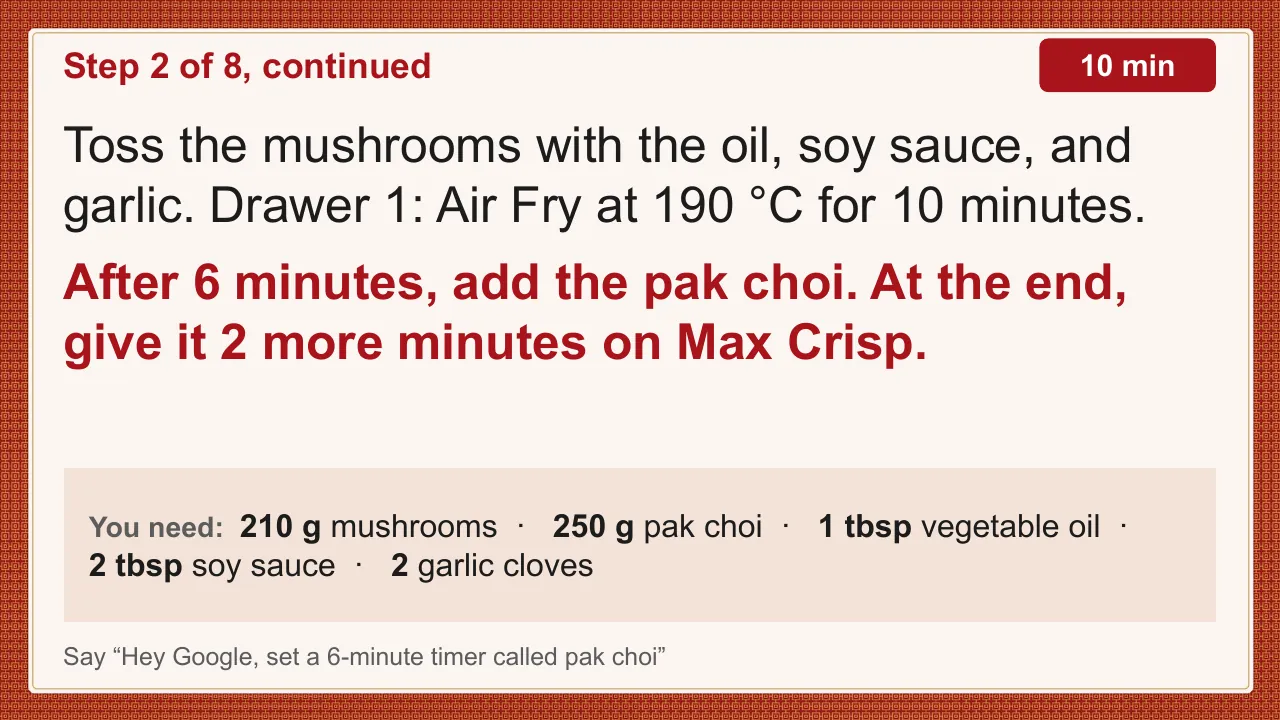 Step 2 of 8, continued
10 min
Toss the mushrooms with the oil, soy sauce, and
garlic. Drawer 1: Air Fry at 190 °C for 10 minutes.
After 6 minutes, add the pak choi. At the end,
give it 2 more minutes on Max Crisp.
You need: 210 g mushrooms · 250 g pak choi · 1 tbsp vegetable oil ·
2 tbsp soy sauce · 2 garlic cloves
Say “Hey Google, set a 6-minute timer called pak choi”